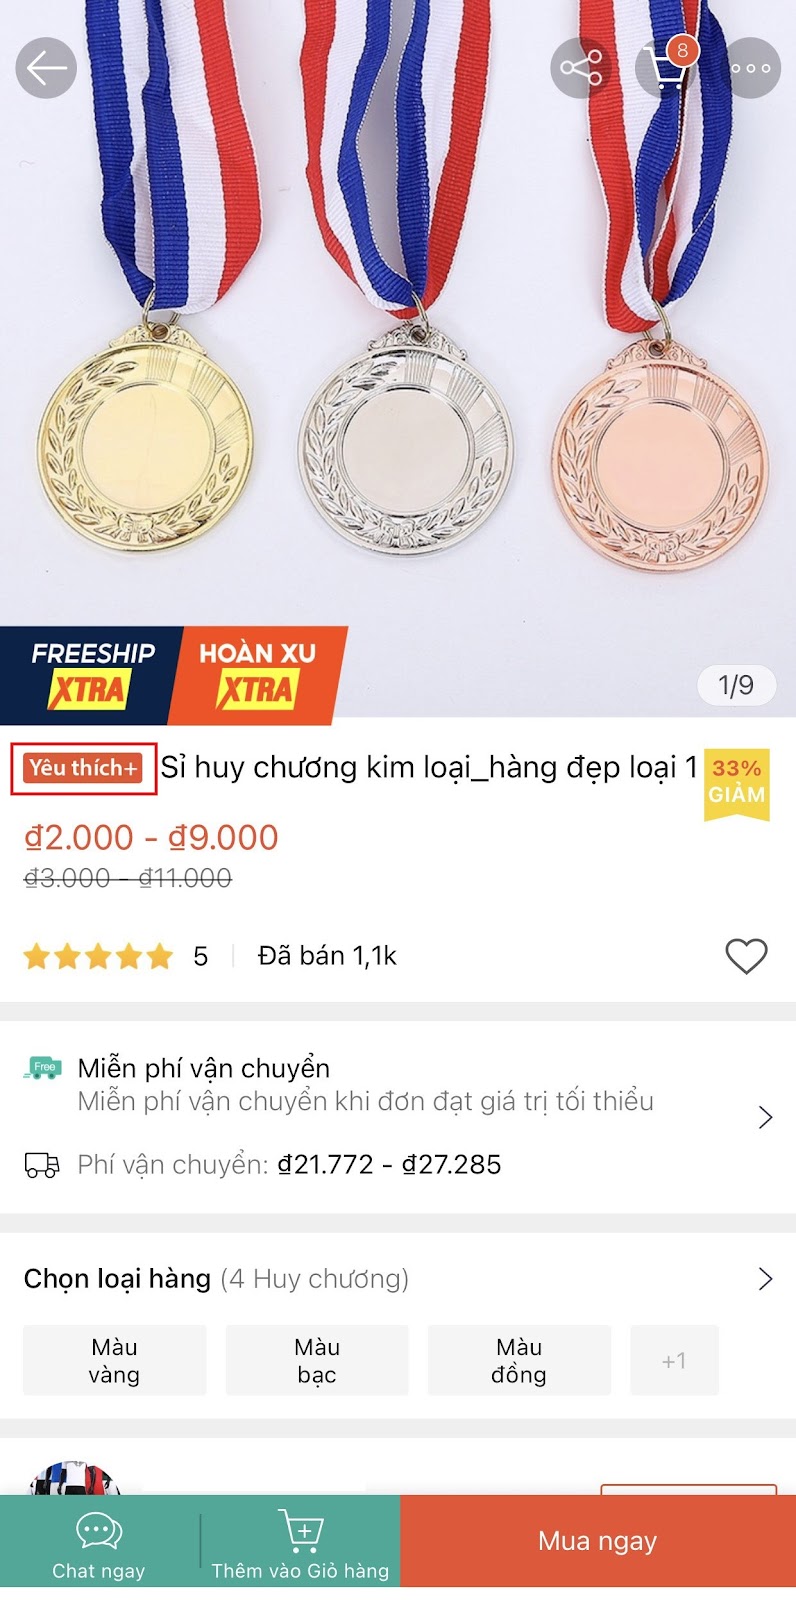 8
FREESHIP
XTRA
HOÀN XU
XTRA
1/9
Yêu thích+ Sỉ huy chương kim loại_hàng đẹp loại 1
33%
GIẢM
₫2.000 - ₫9.000
₫3.000 - ₫11.000
5 Đã bán 1,1k
Free
Miễn phí vận chuyển
Miễn phí vận chuyển khi đơn đạt giá trị tối thiểu
Phí vận chuyển: ₫21.772 - ₫27.285
Chọn loại hàng (4 Huy chương)
Màu
vàng
Màu
bạc
Màu
đồng
+1
Chat ngay
Thêm vào Giỏ hàng
Mua ngay